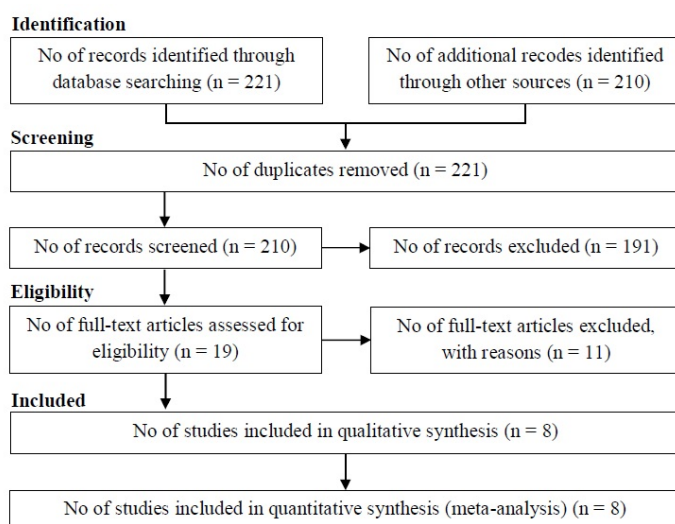 Identification
No of records identified through
database searching (n = 221)
No of additional recodes identified
through other sources (n = 210)
Screening
No of duplicates removed (n = 221)
No of records screened (n = 210)
No of records excluded (n = 191)
Eligibility
No of full-text articles assessed for
eligibility (n = 19)
No of full-text articles excluded,
with reasons (n = 11)
Included
No of studies included in qualitative synthesis (n = 8)
No of studies included in quantitative synthesis (meta-analysis) (n = 8)